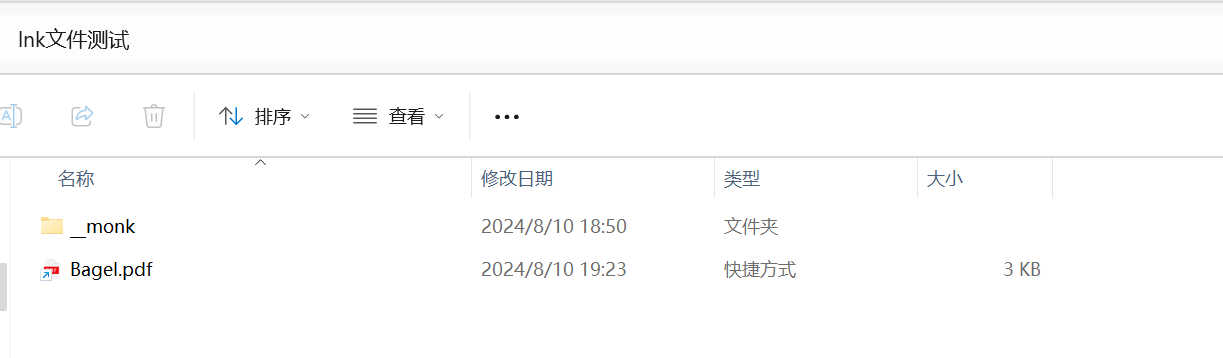 lnk文件测试
排序 查看
名称 修改日期 类型 大小
__monk 2024/8/10 18:50 文件夹
Bagel.pdf 2024/8/10 19:23 快捷方式 3 KB